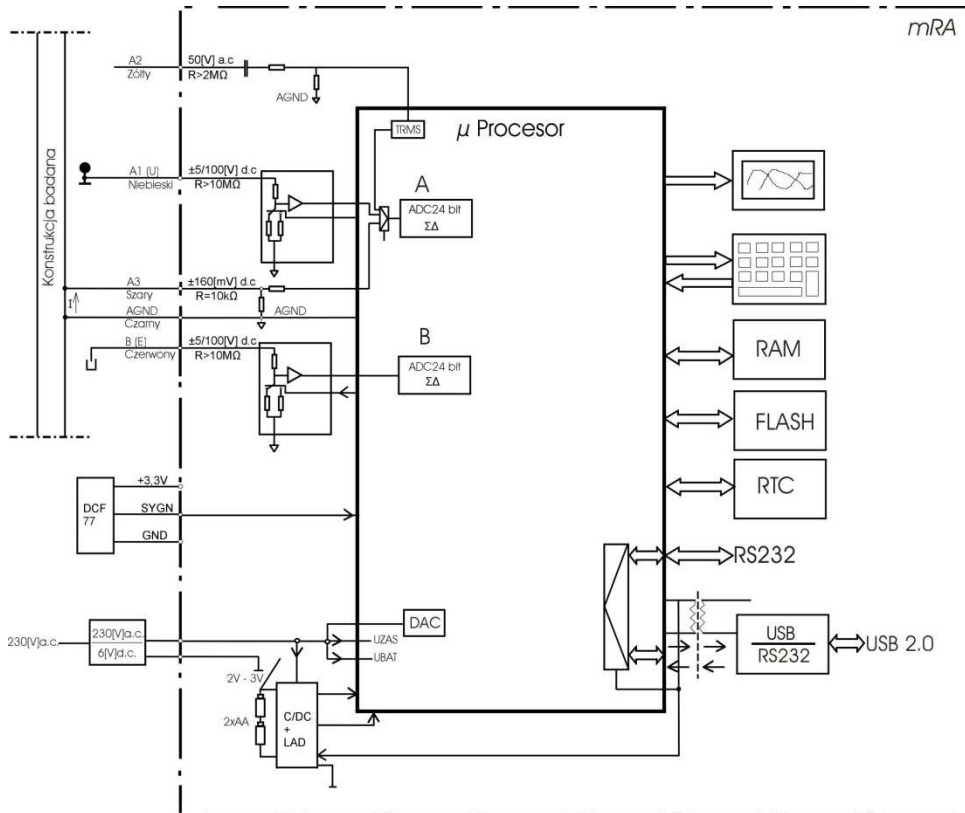 mRA
A2
Żółty
50[V] a.c
R>2MΩ
AGND
TRMS
μ Procesor
Konstrukcja badana
A1 (U)
Niebieski
±5/100[V] d.c
R>10MΩ
A
ADC24 bit
ΣΔ
A3
Szary
±160[mV] d.c
R=10kΩ
I
AGND
Czarny
AGND
B (E)
Czerwony
±5/100[V] d.c
R>10MΩ
B
ADC24 bit
ΣΔ
RAM
FLASH
RTC
DCF
77
+3,3V
SYGN
GND
RS232
DAC
230[V]a.c.
230[V]a.c.
6[V]d.c.
UZAS
UBAT
USB
RS232
USB 2.0
2V - 3V
2xAA
C/DC
+
LAD